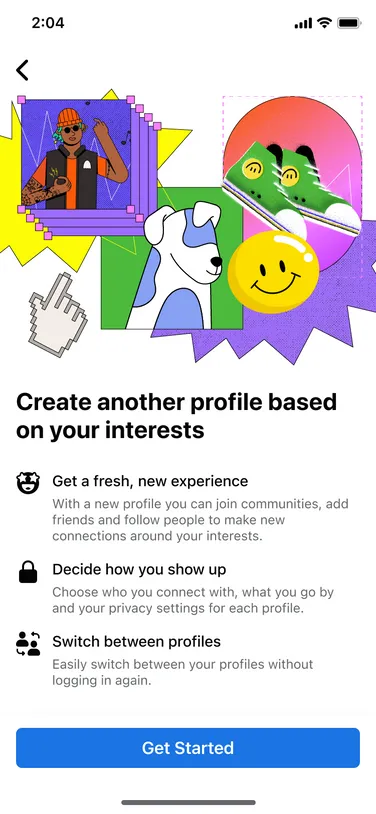 2:04
Create another profile based
on your interests
Get a fresh, new experience
With a new profile you can join communities, add
friends and follow people to make new
connections around your interests.
Decide how you show up
Choose who you connect with, what you go by
and your privacy settings for each profile.
Switch between profiles
Easily switch between your profiles without
logging in again.
Get Started